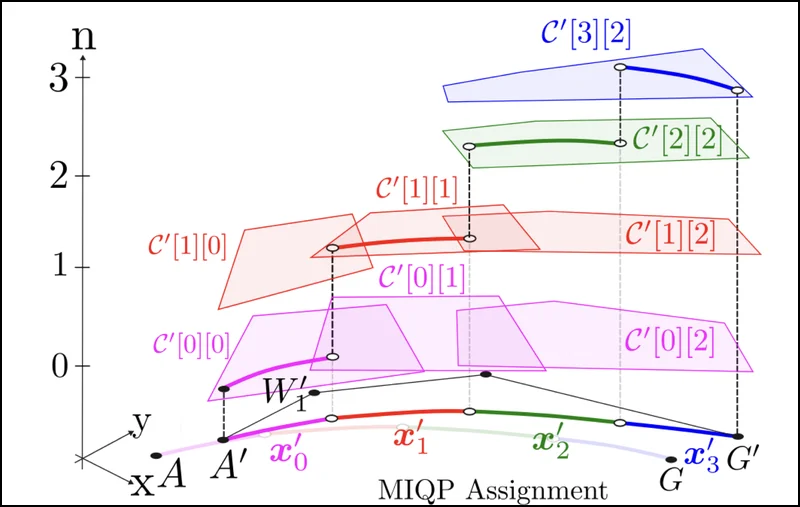 n
3
C'[3][2]
C'[2][2]
2
C'[1][1]
C'[1][0]
C'[1][2]
1
C'[0][1]
C'[0][0]
C'[0][2]
0
W'₁
y
x
A
A'
x'₀
x'₁
x'₂
x'₃
G
G'
MIQP Assignment